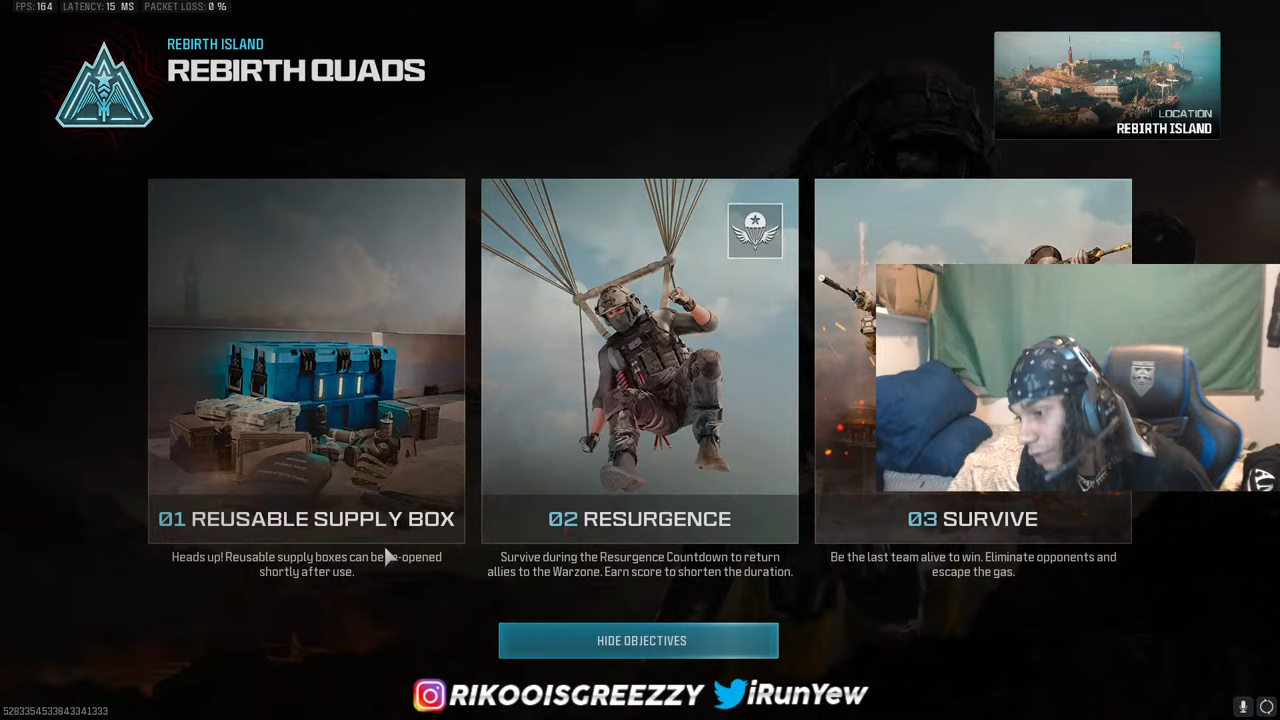 FPS: 164 LATENCY: 15 MS PACKET LOSS: 0 %
REBIRTH ISLAND
REBIRTH QUADS
LOCATION
REBIRTH ISLAND
01 REUSABLE SUPPLY BOX
Heads up! Reusable supply boxes can be re-opened
shortly after use.
02 RESURGENCE
Survive during the Resurgence Countdown to return
allies to the Warzone. Earn score to shorten the duration.
03 SURVIVE
Be the last team alive to win. Eliminate opponents and
escape the gas.
HIDE OBJECTIVES
RIKOOISGREEZZY iRunYew
5283354533843341333